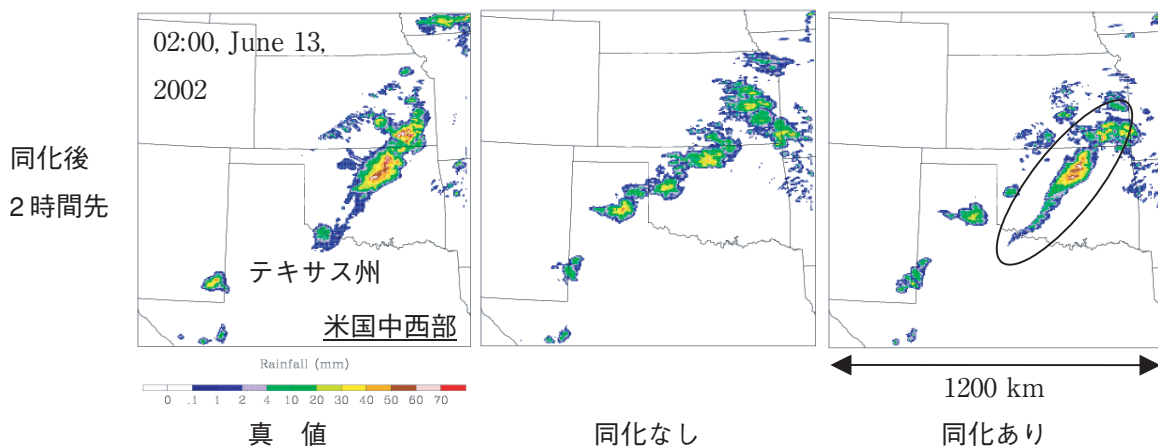 02:00, June 13,
2002
同化後
2時間先
テキサス州
米国中西部
Rainfall (mm)
0 .1 1 2 4 10 20 30 40 50 60 70
1200 km
真 値
同化なし
同化あり